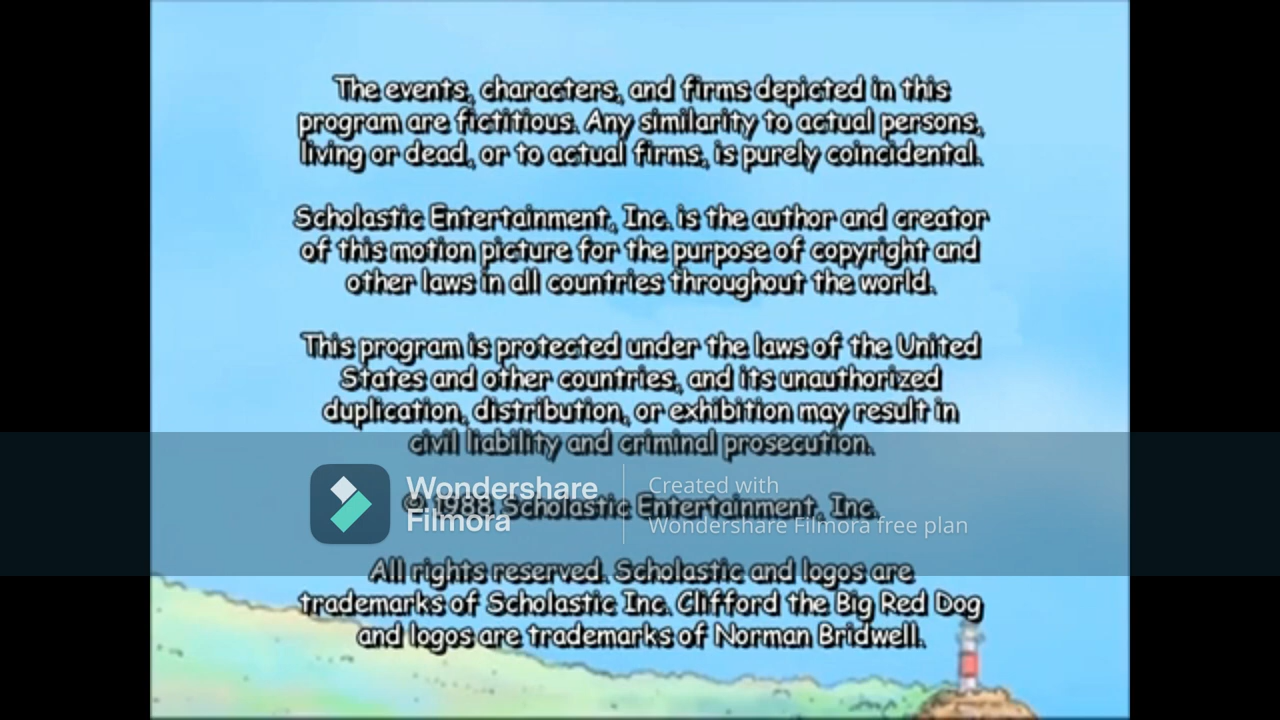 The events, characters, and firms depicted in this
program are fictitious. Any similarity to actual persons,
living or dead, or to actual firms, is purely coincidental.
Scholastic Entertainment, Inc. is the author and creator
of this motion picture for the purpose of copyright and
other laws in all countries throughout the world.
This program is protected under the laws of the United
States and other countries, and its unauthorized
duplication, distribution, or exhibition may result in
civil liability and criminal prosecution.
© 1988 Scholastic Entertainment, Inc.
Wondershare
Filmora
Created with
Wondershare Filmora free plan
All rights reserved. Scholastic and logos are
trademarks of Scholastic Inc. Clifford the Big Red Dog
and logos are trademarks of Norman Bridwell.